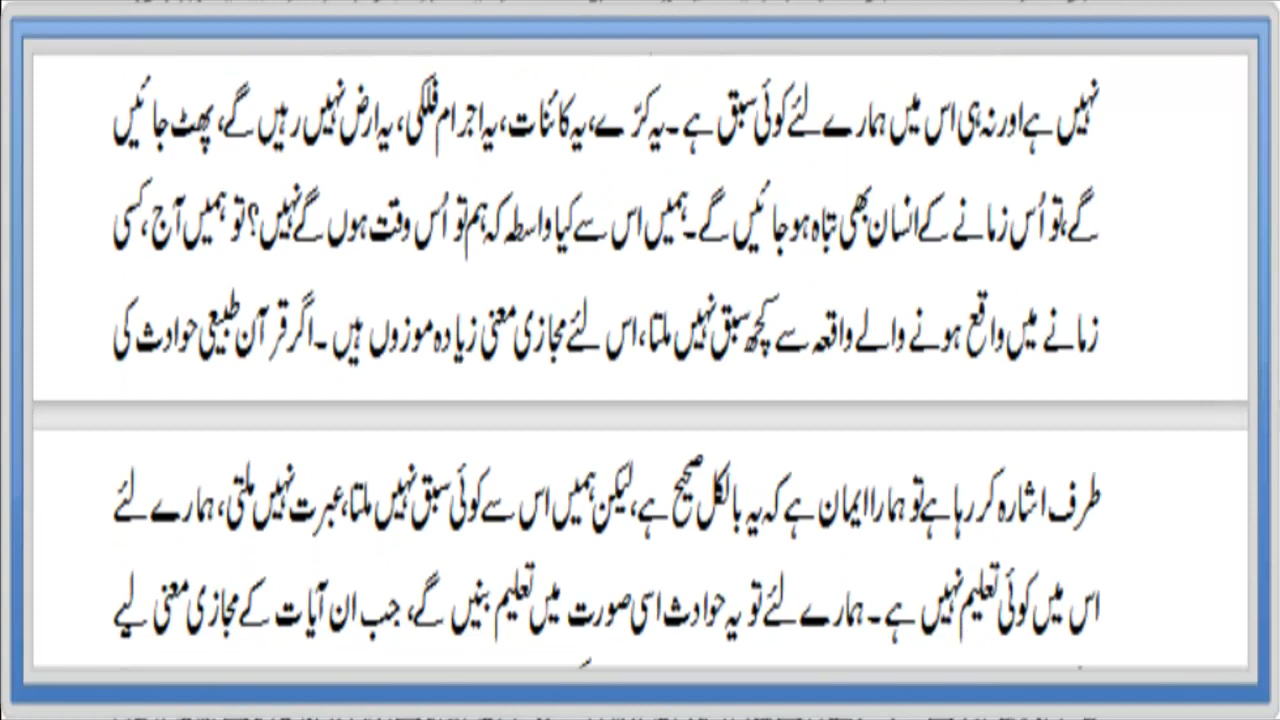 نہیں ہے اور نہ ہی اس میں ہمارے لئے کوئی سبق ہے۔ یہ کرّے، یہ کائنات، یہ اجرام فلکی، یہ ارض نہیں رہیں گے، پھٹ جائیں
گے، تو اُس زمانے کے انسان بھی تباہ ہو جائیں گے۔ ہمیں اس سے کیا واسطہ کہ ہم تو اُس وقت ہوں گے نہیں؟ تو ہمیں آج، کسی
زمانے میں واقع ہونے والے واقعہ سے کچھ سبق نہیں ملتا، اس لئے مجازی معنی زیادہ موزوں ہیں۔ اگر قرآن طبیعی حوادث کی
طرف اشارہ کر رہا ہے تو ہمارا ایمان ہے کہ یہ بالکل صحیح ہے، لیکن ہمیں اس سے کوئی سبق نہیں ملتا، عبرت نہیں ملتی، ہمارے لئے
اس میں کوئی تعلیم نہیں ہے۔ ہمارے لئے تو یہ حوادث اسی صورت میں تعلیم بنیں گے، جب ان آیات کے مجازی معنی لیے